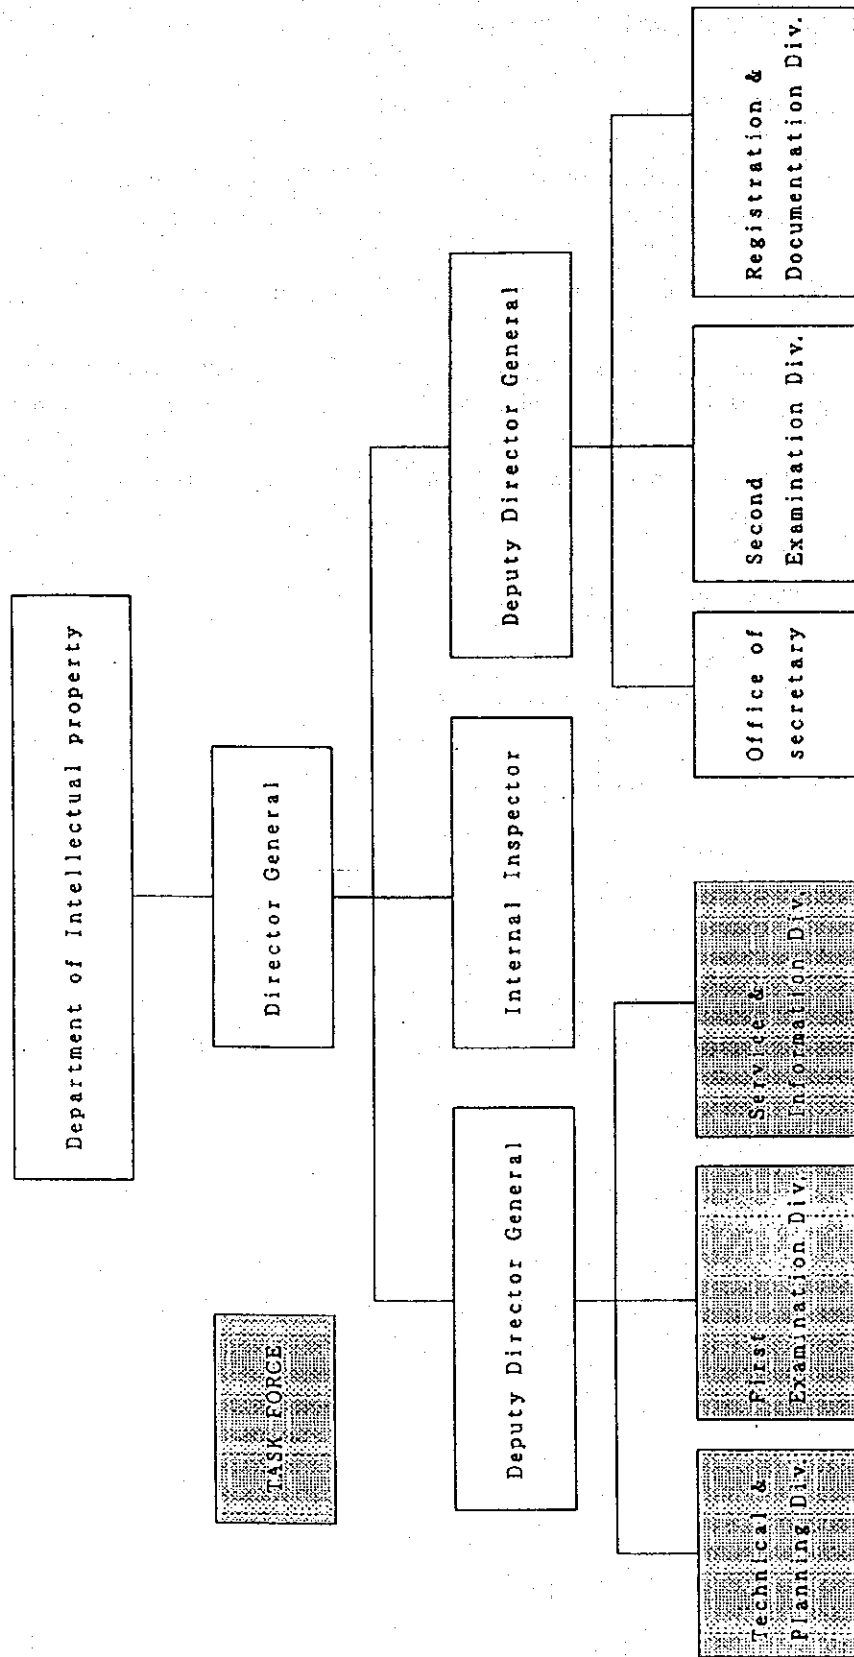 Department of Intellectual property
TASK FORCE
Director General
Deputy Director General
Internal Inspector
Deputy Director General
Technical &
Planning Div.
First
Examination Div.
Service &
Information Div.
Office of
secretary
Second
Examination Div.
Registration &
Documentation Div.